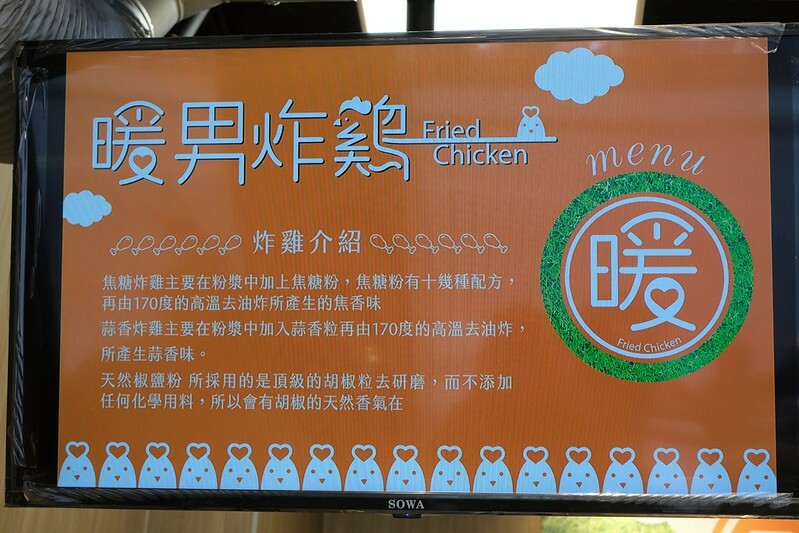 暖男炸雞
Fried
Chicken
menu
暖
Fried Chicken
炸雞介紹
焦糖炸雞主要在粉漿中加上焦糖粉，焦糖粉有十幾種配方，
再由170度的高溫去油炸所產生的焦香味
蒜香炸雞主要在粉漿中加入蒜香粒再由170度的高溫去油炸，
所產生蒜香味。
天然椒鹽粉 所採用的是頂級的胡椒粒去研磨，而不添加
任何化學用料，所以會有胡椒的天然香氣在
SOWA